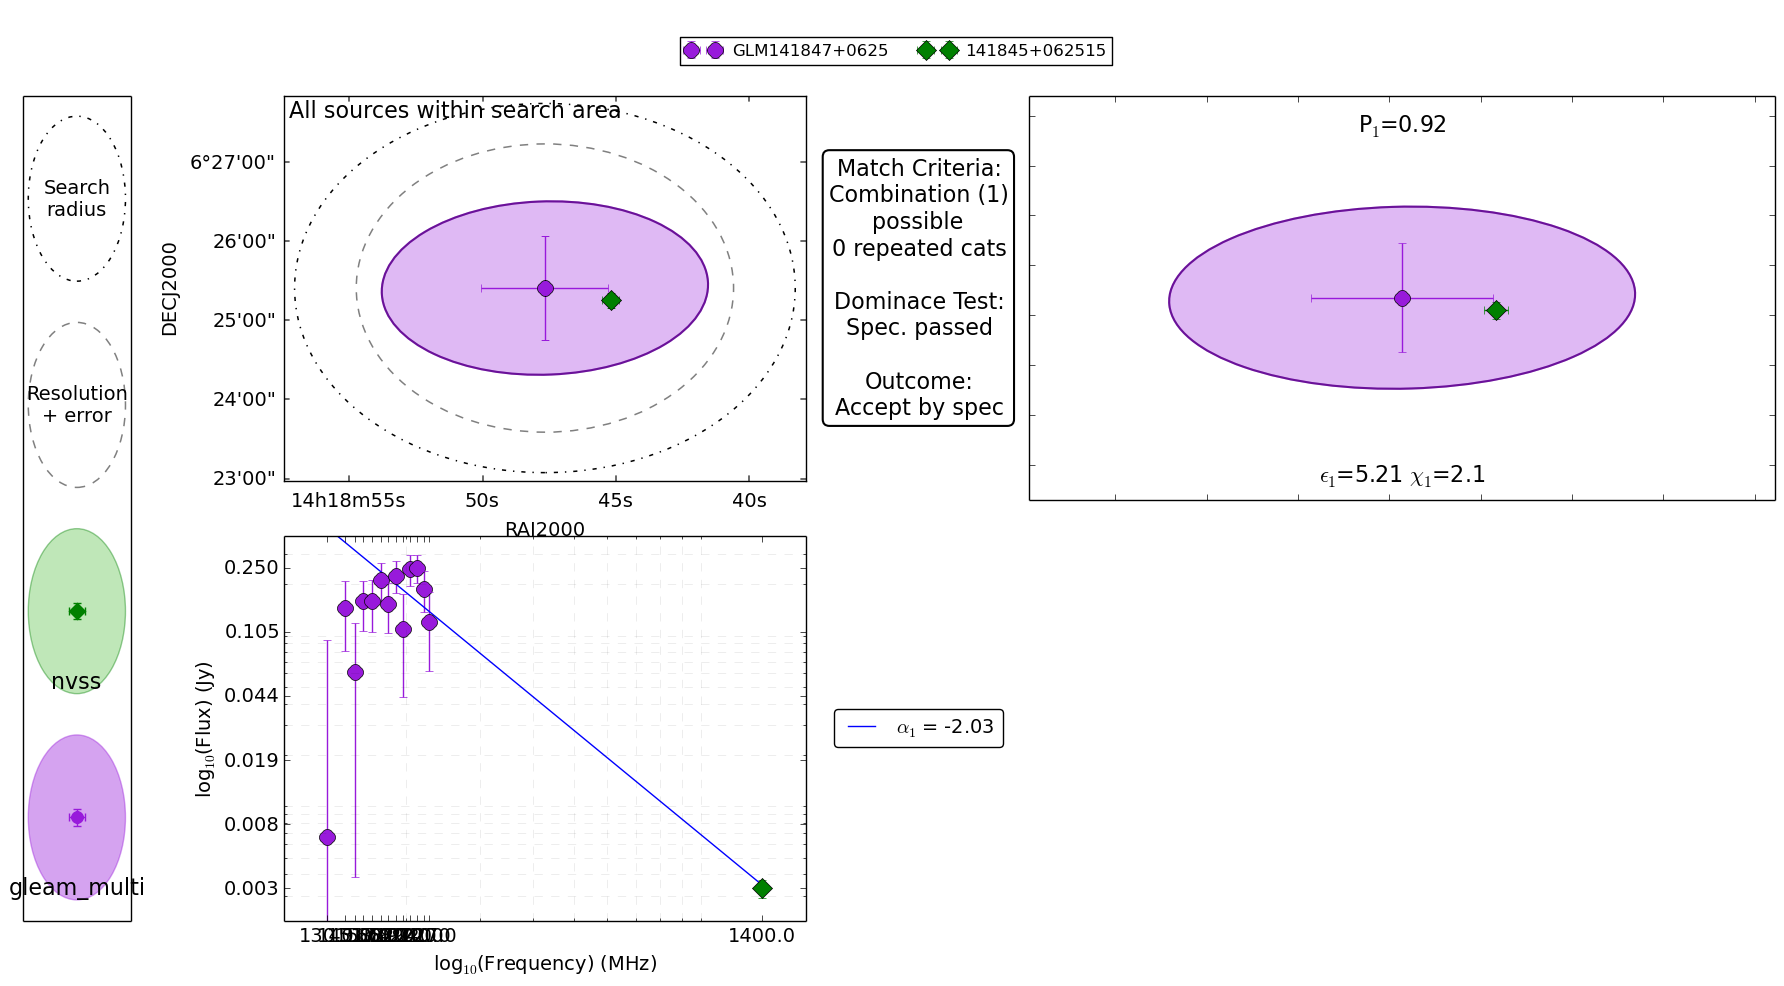 GLM141847+0625
141845+062515
Search
radius
Resolution
+ error
nvss
gleam_multi
All sources within search area
6°27'00"
26'00"
25'00"
24'00"
23'00"
DECJ2000
14h18m55s
50s
45s
40s
RAJ2000
Match Criteria:
Combination (1)
possible
0 repeated cats
Dominace Test:
Spec. passed
Outcome:
Accept by spec
P₁=0.92
ϵ₁=5.21 χ₁=2.1
0.250
0.105
0.044
0.019
0.008
0.003
log₁₀(Flux) (Jy)
1400.0
log₁₀(Frequency) (MHz)
α₁ = -2.03